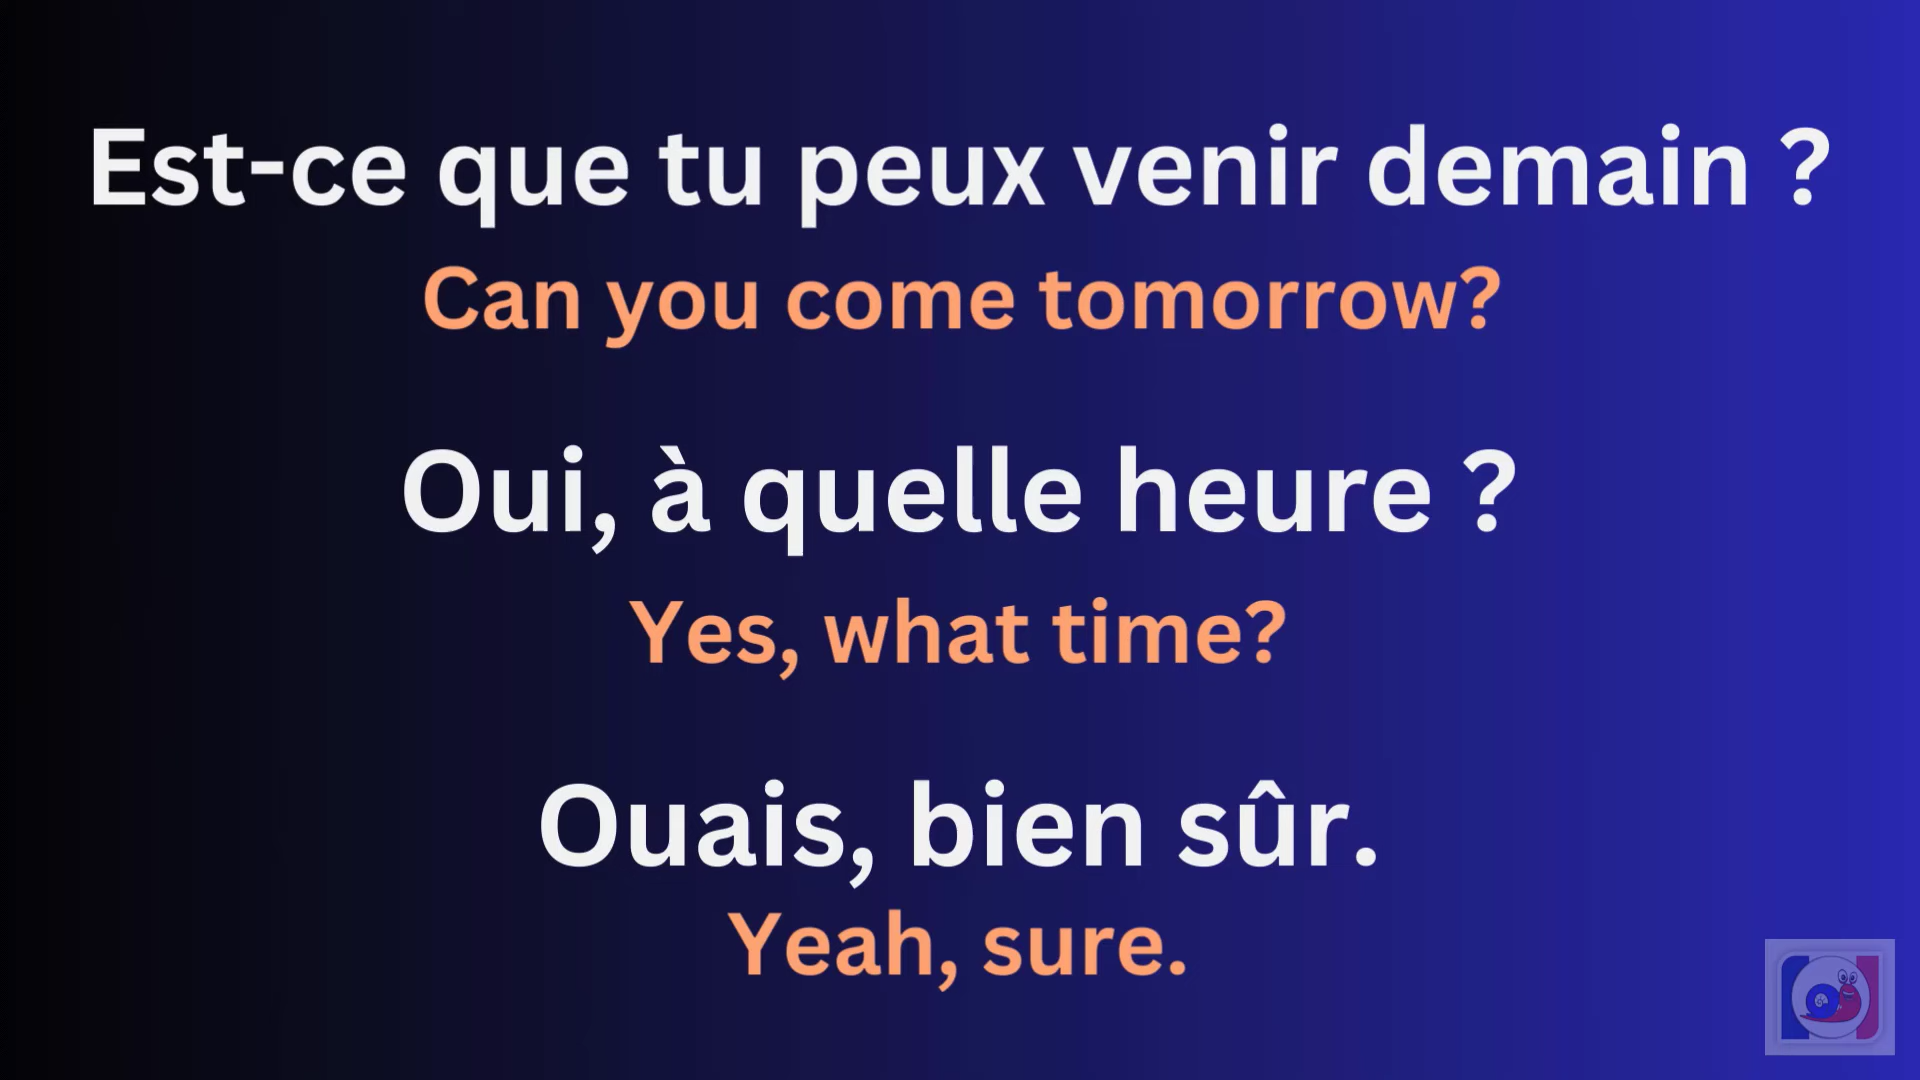 Est-ce que tu peux venir demain ?
Can you come tomorrow?
Oui, à quelle heure ?
Yes, what time?
Ouais, bien sûr.
Yeah, sure.